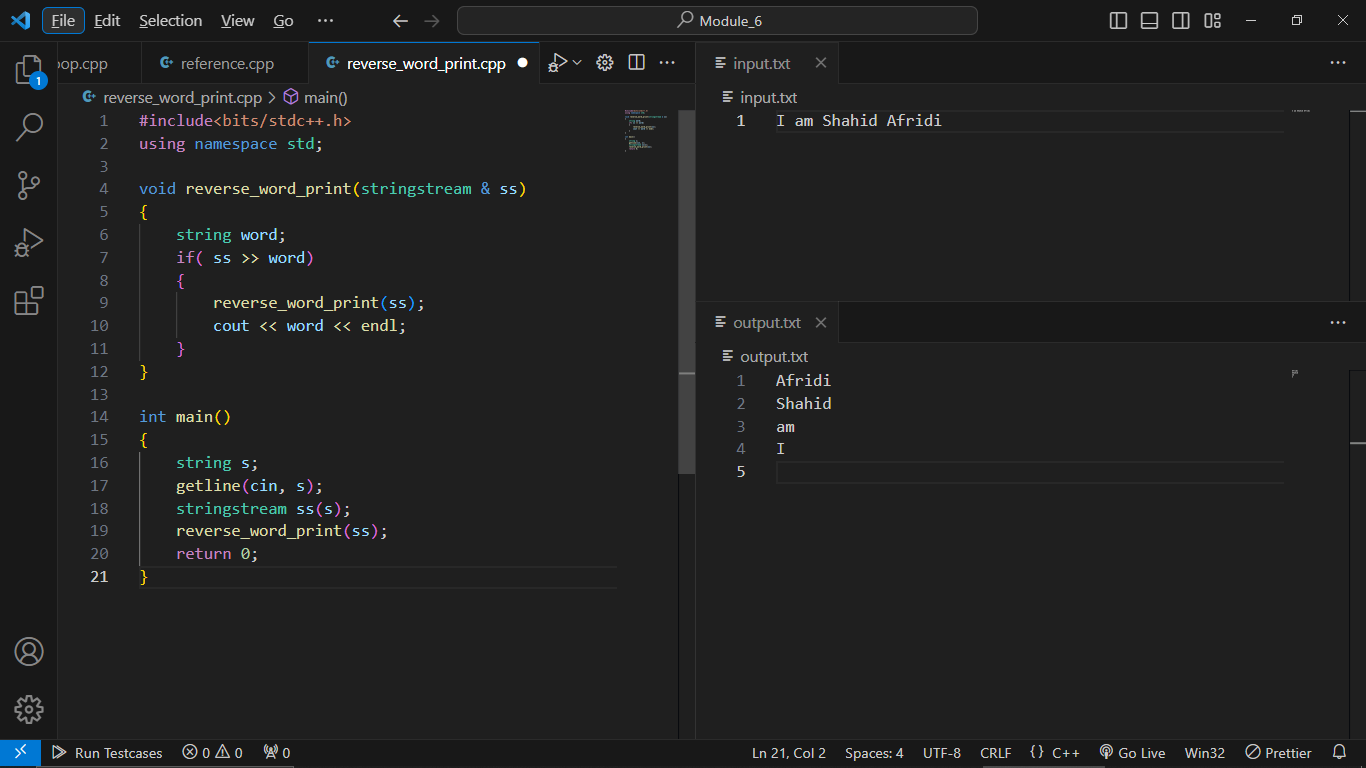 File Edit Selection View Go ··· Module_6
oop.cpp reference.cpp reverse_word_print.cpp
reverse_word_print.cpp > main()
1 #include<bits/stdc++.h>
2 using namespace std;
3
4 void reverse_word_print(stringstream & ss)
5 {
6 string word;
7 if( ss >> word)
8 {
9 reverse_word_print(ss);
10 cout << word << endl;
11 }
12 }
13
14 int main()
15 {
16 string s;
17 getline(cin, s);
18 stringstream ss(s);
19 reverse_word_print(ss);
20 return 0;
21 }
input.txt
input.txt
1 I am Shahid Afridi
output.txt
output.txt
1 Afridi
2 Shahid
3 am
4 I
5
1
Run Testcases 0 0 0 Ln 21, Col 2 Spaces: 4 UTF-8 CRLF {} C++ Go Live Win32 Prettier